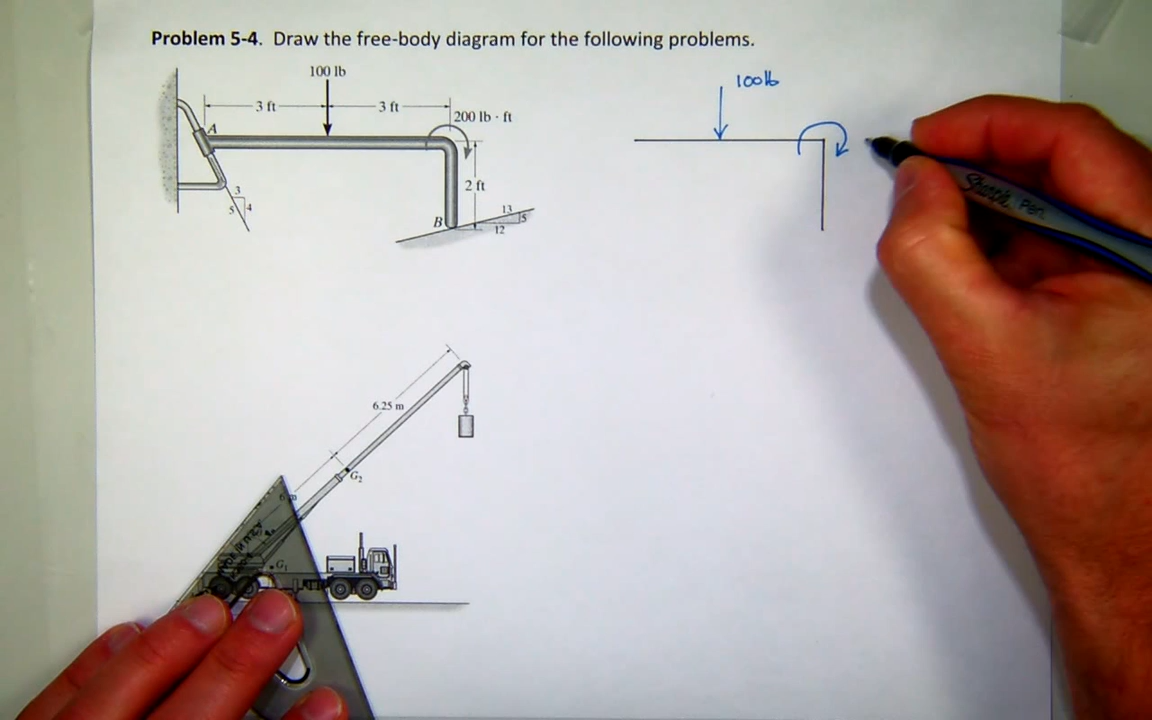 Problem 5-4. Draw the free-body diagram for the following problems.
100 lb
3 ft
3 ft
200 lb · ft
A
2 ft
3
4
5
B
13
5
12
100lb
Sharpie Pen
6.25 m
G2
6 m
G1